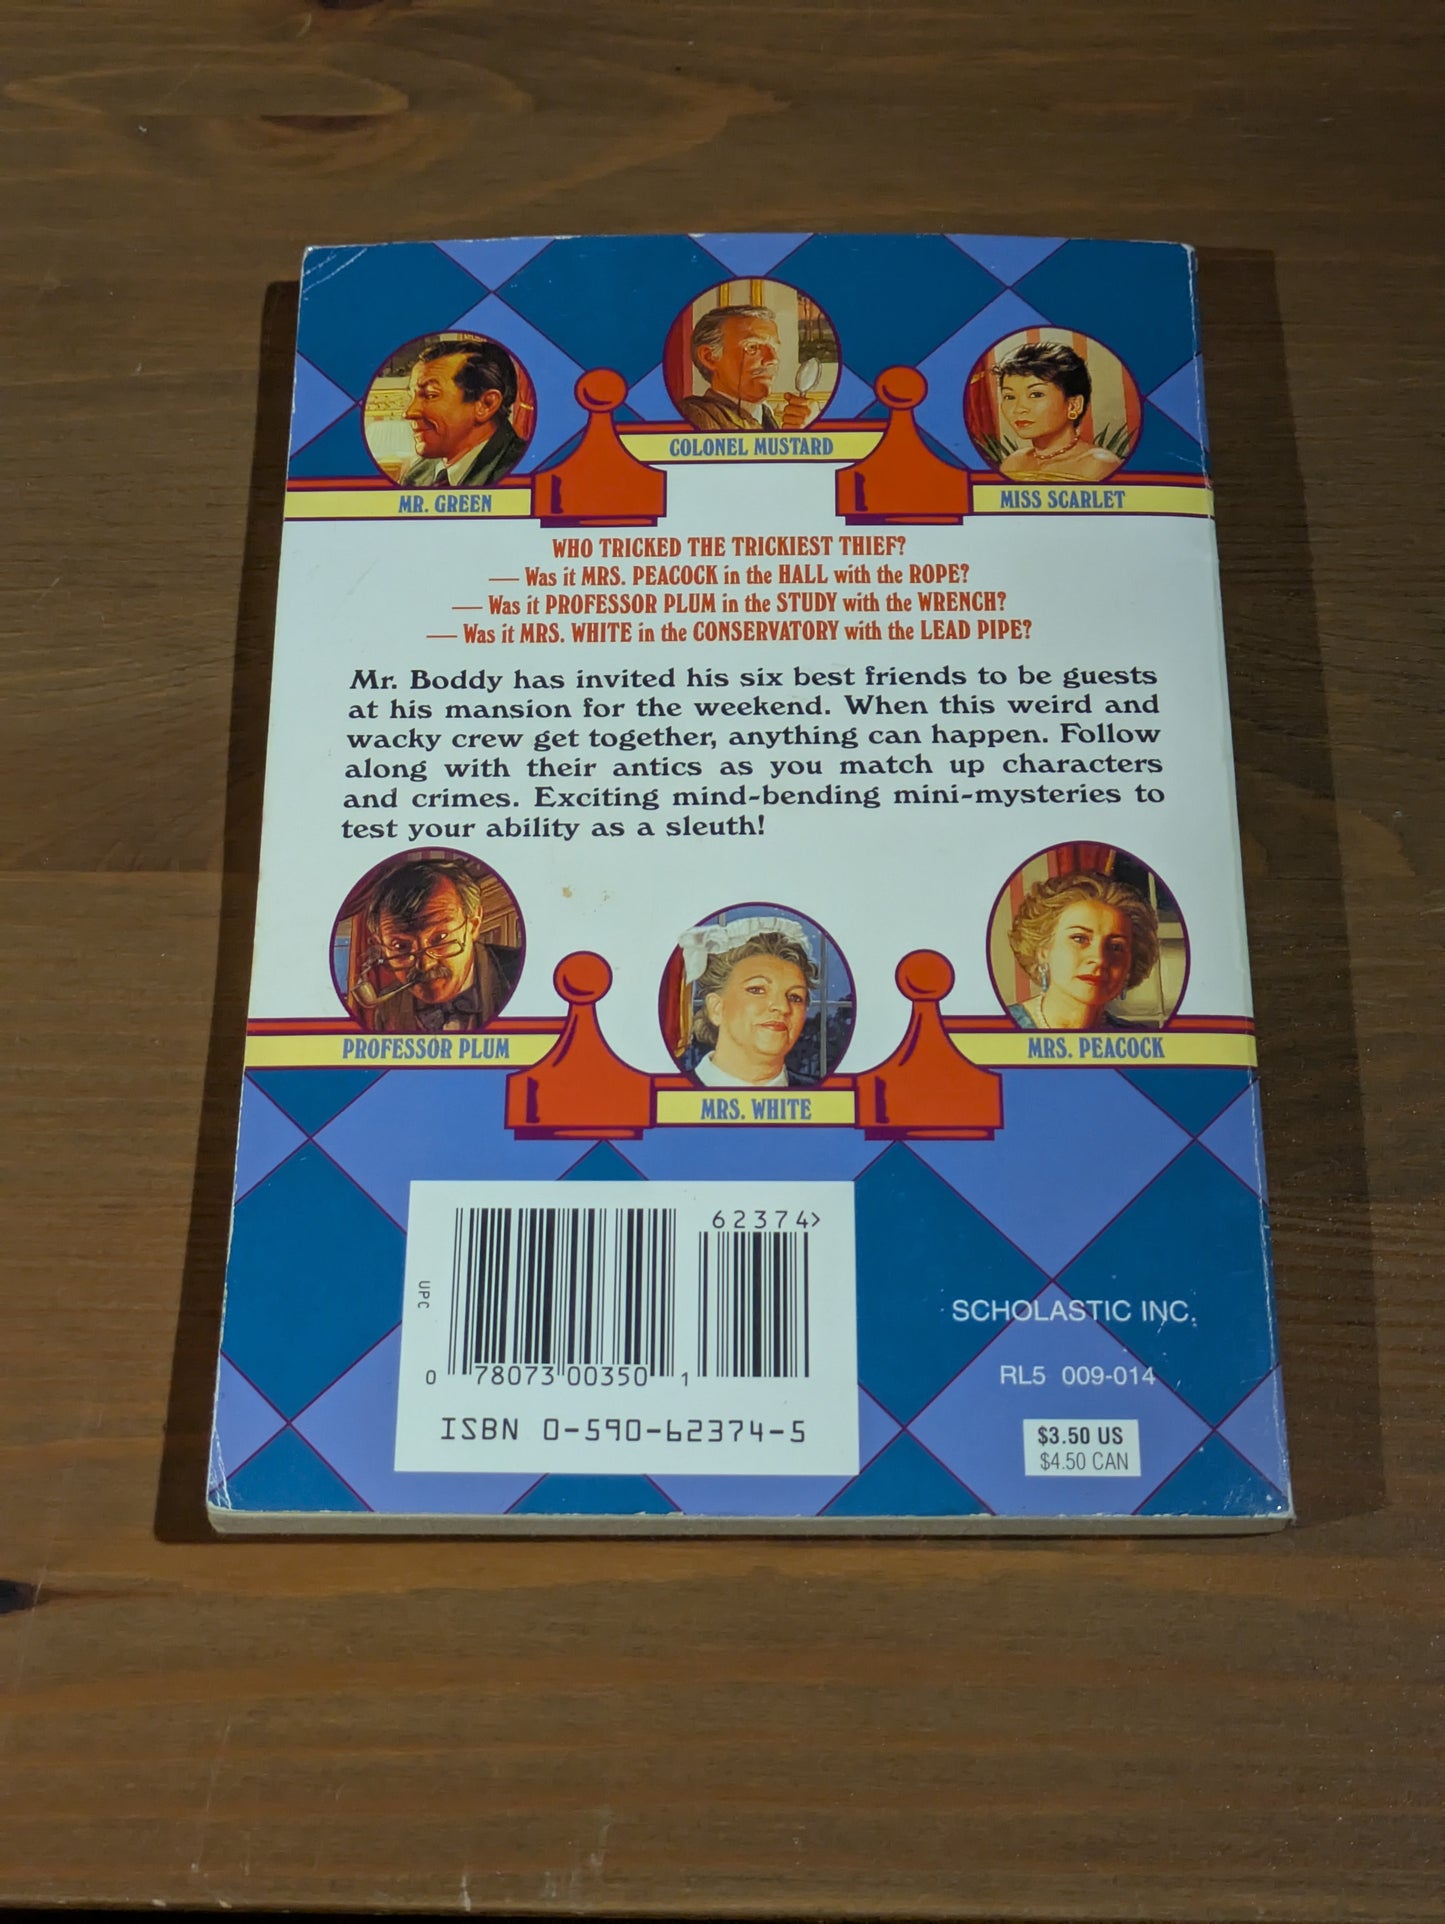 COLONEL MUSTARD
MR. GREEN
MISS SCARLET
WHO TRICKED THE TRICKIEST THIEF?
— Was it MRS. PEACOCK in the HALL with the ROPE?
— Was it PROFESSOR PLUM in the STUDY with the WRENCH?
— Was it MRS. WHITE in the CONSERVATORY with the LEAD PIPE?
Mr. Boddy has invited his six best friends to be guests
at his mansion for the weekend. When this weird and
wacky crew get together, anything can happen. Follow
along with their antics as you match up characters
and crimes. Exciting mind-bending mini-mysteries to
test your ability as a sleuth!
PROFESSOR PLUM
MRS. PEACOCK
MRS. WHITE
62374>
UPC
0 78073 00350 1
ISBN 0-590-62374-5
SCHOLASTIC INC.
RL5 009-014
$3.50 US
$4.50 CAN